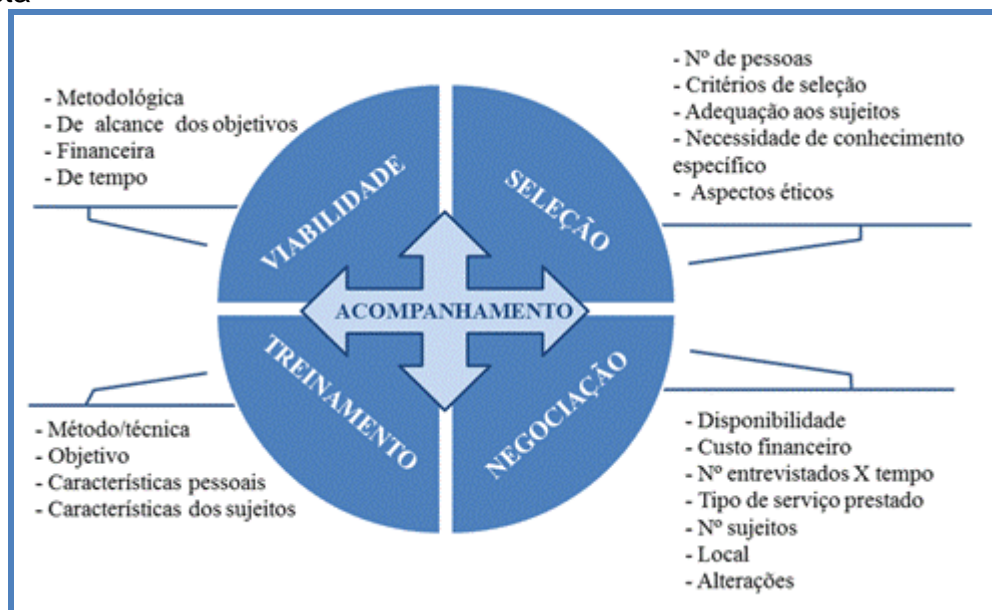 - Metodológica
- De alcance dos objetivos
- Financeira
- De tempo
- Nº de pessoas
- Critérios de seleção
- Adequação aos sujeitos
- Necessidade de conhecimento
específico
- Aspectos éticos
VIABILIDADE
SELEÇÃO
ACOMPANHAMENTO
TREINAMENTO
NEGOCIAÇÃO
- Método/técnica
- Objetivo
- Características pessoais
- Características dos sujeitos
- Disponibilidade
- Custo financeiro
- Nº entrevistados X tempo
- Tipo de serviço prestado
- Nº sujeitos
- Local
- Alterações